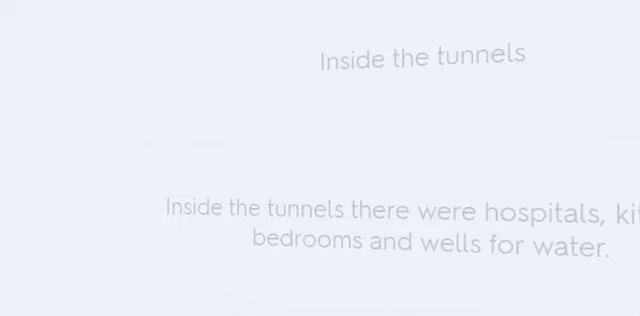 Inside the tunnels
Inside the tunnels there were hospitals,
bedrooms and wells for water.